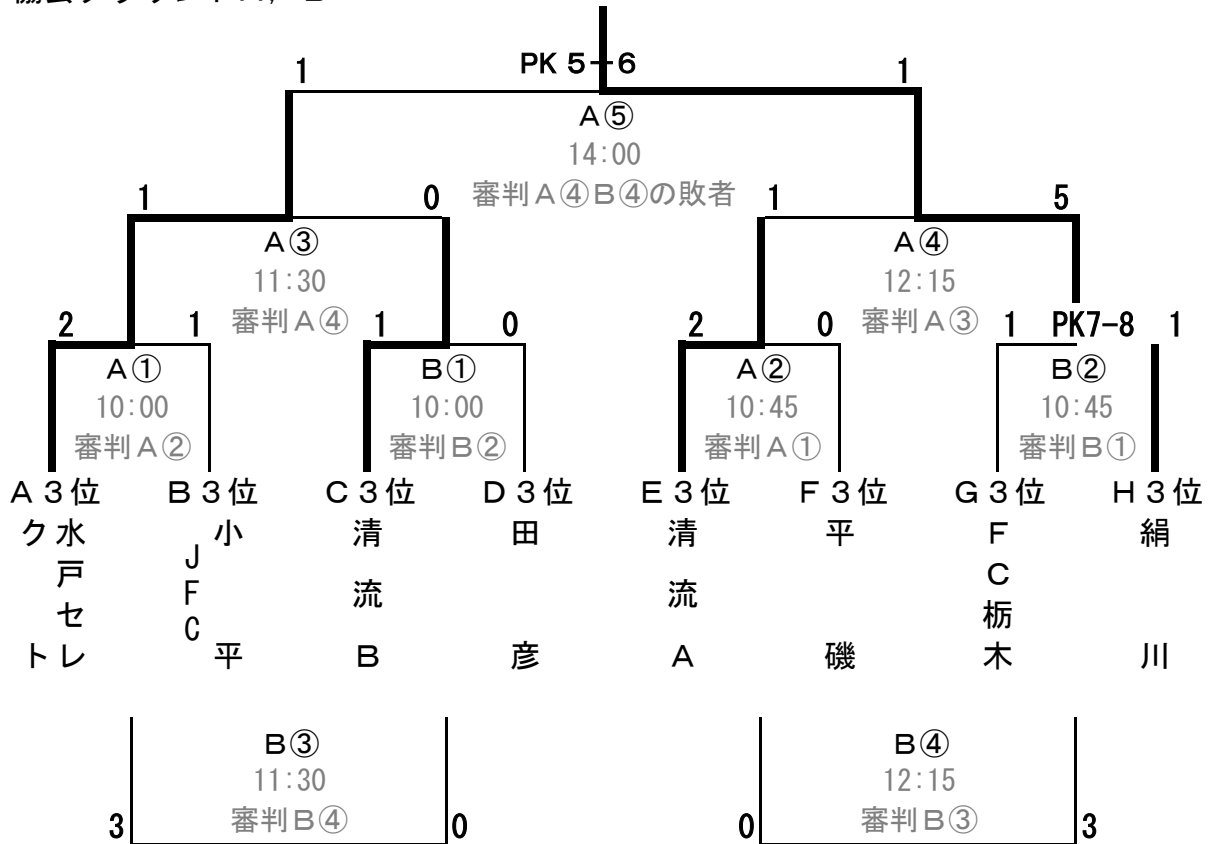 PK 5-6
1
1
A⑤
14:00
審判A④B④の敗者
1
0
1
5
A③
A④
11:30
12:15
審判A④
審判A③
2
1
1
0
2
0
1
PK7-8
1
A①
B①
A②
B②
10:00
10:00
10:45
10:45
審判A②
審判B②
審判A①
審判B①
A3位
B3位
C3位
D3位
E3位
F3位
G3位
H3位
水戸セレクト
小平JFC
清流B
田彦
清流A
平磯
FC栃木
絹川
B③
B④
11:30
12:15
審判B④
審判B③
3
0
0
3